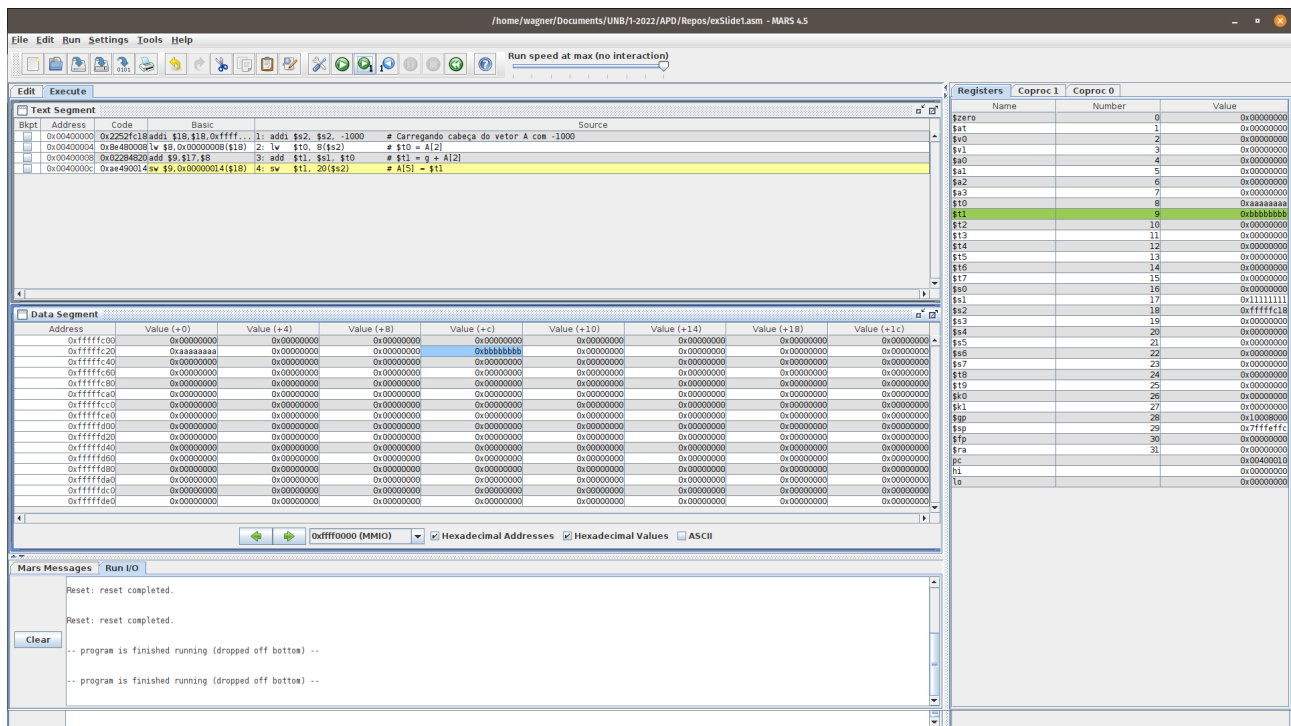 /home/wagner/Documents/UNB/1-2022/APD/Repos/exSlide1.asm - MARS 4.5
File Edit Run Settings Tools Help
Run speed at max (no interaction)
Edit Execute
Text Segment
Bkpt Address Code Basic Source
0x00400000 0x2252fc18 addi $18,$18,0xffff... 1: addi $s2, $s2, -1000 # Carregando cabeça do vetor A com -1000
0x00400004 0x8e480008 lw $8,0x00000008($18) 2: lw $t0, 8($s2) # $t0 = A[2]
0x00400008 0x02284820 add $9,$17,$8 3: add $t1, $s1, $t0 # $t1 = g + A[2]
0x0040000c 0xae490014 sw $9,0x00000014($18) 4: sw $t1, 20($s2) # A[5] = $t1
Data Segment
Address Value (+0) Value (+4) Value (+8) Value (+c) Value (+10) Value (+14) Value (+18) Value (+1c)
0xfffffc00 0x00000000 0x00000000 0x00000000 0x00000000 0x00000000 0x00000000 0x00000000 0x00000000
0xfffffc20 0xaaaaaaaa 0x00000000 0x00000000 0xbbbbbbbb 0x00000000 0x00000000 0x00000000 0x00000000
0xfffffc40 0x00000000 0x00000000 0x00000000 0x00000000 0x00000000 0x00000000 0x00000000 0x00000000
0xfffffc60 0x00000000 0x00000000 0x00000000 0x00000000 0x00000000 0x00000000 0x00000000 0x00000000
0xfffffc80 0x00000000 0x00000000 0x00000000 0x00000000 0x00000000 0x00000000 0x00000000 0x00000000
0xfffffca0 0x00000000 0x00000000 0x00000000 0x00000000 0x00000000 0x00000000 0x00000000 0x00000000
0xfffffcc0 0x00000000 0x00000000 0x00000000 0x00000000 0x00000000 0x00000000 0x00000000 0x00000000
0xfffffce0 0x00000000 0x00000000 0x00000000 0x00000000 0x00000000 0x00000000 0x00000000 0x00000000
0xfffffd00 0x00000000 0x00000000 0x00000000 0x00000000 0x00000000 0x00000000 0x00000000 0x00000000
0xfffffd20 0x00000000 0x00000000 0x00000000 0x00000000 0x00000000 0x00000000 0x00000000 0x00000000
0xfffffd40 0x00000000 0x00000000 0x00000000 0x00000000 0x00000000 0x00000000 0x00000000 0x00000000
0xfffffd60 0x00000000 0x00000000 0x00000000 0x00000000 0x00000000 0x00000000 0x00000000 0x00000000
0xfffffd80 0x00000000 0x00000000 0x00000000 0x00000000 0x00000000 0x00000000 0x00000000 0x00000000
0xfffffda0 0x00000000 0x00000000 0x00000000 0x00000000 0x00000000 0x00000000 0x00000000 0x00000000
0xfffffdc0 0x00000000 0x00000000 0x00000000 0x00000000 0x00000000 0x00000000 0x00000000 0x00000000
0xfffffde0 0x00000000 0x00000000 0x00000000 0x00000000 0x00000000 0x00000000 0x00000000 0x00000000
0xffff0000 (MMIO) Hexadecimal Addresses Hexadecimal Values ASCII
Mars Messages Run I/O
Reset: reset completed.
Reset: reset completed.
Clear
-- program is finished running (dropped off bottom) --
-- program is finished running (dropped off bottom) --
Registers Coproc 1 Coproc 0
Name Number Value
$zero 0 0x00000000
$at 1 0x00000000
$v0 2 0x00000000
$v1 3 0x00000000
$a0 4 0x00000000
$a1 5 0x00000000
$a2 6 0x00000000
$a3 7 0x00000000
$t0 8 0xaaaaaaaa
$t1 9 0xbbbbbbbb
$t2 10 0x00000000
$t3 11 0x00000000
$t4 12 0x00000000
$t5 13 0x00000000
$t6 14 0x00000000
$t7 15 0x00000000
$s0 16 0x00000000
$s1 17 0x11111111
$s2 18 0xfffffc18
$s3 19 0x00000000
$s4 20 0x00000000
$s5 21 0x00000000
$s6 22 0x00000000
$s7 23 0x00000000
$t8 24 0x00000000
$t9 25 0x00000000
$k0 26 0x00000000
$k1 27 0x00000000
$gp 28 0x10008000
$sp 29 0x7fffeffc
$fp 30 0x00000000
$ra 31 0x00000000
pc 0x00400010
hi 0x00000000
lo 0x00000000